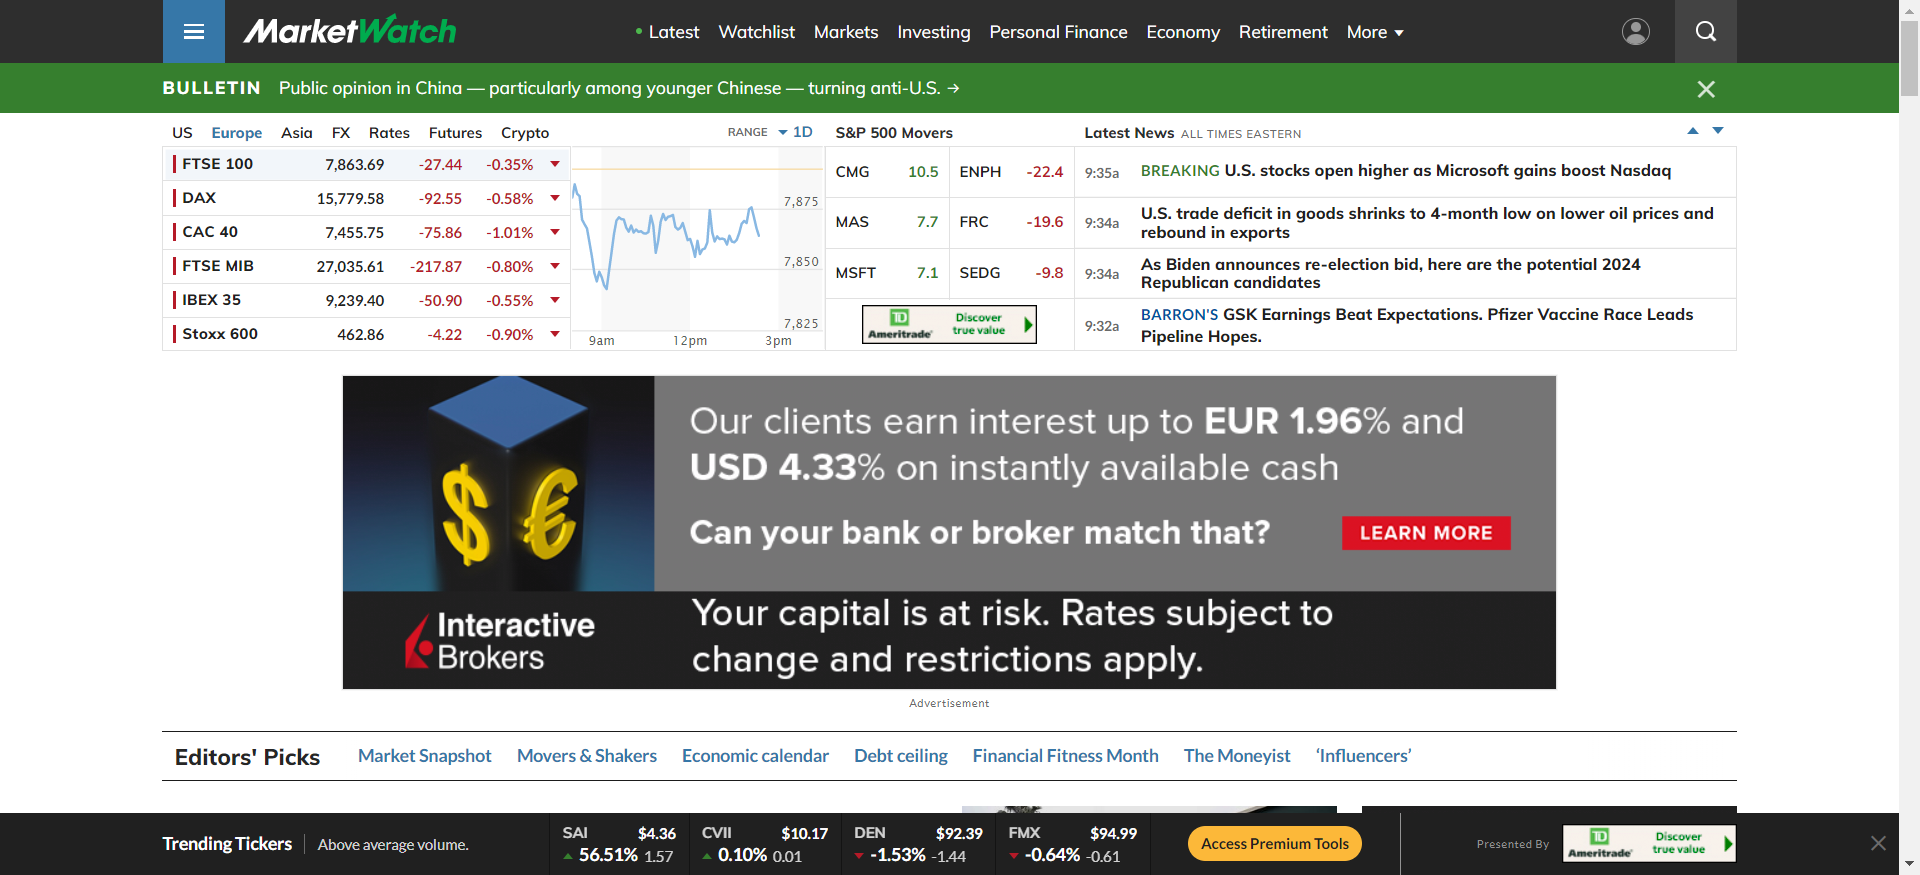 MarketWatch
Latest Watchlist Markets Investing Personal Finance Economy Retirement More
BULLETIN Public opinion in China — particularly among younger Chinese — turning anti-U.S. →
US Europe Asia FX Rates Futures Crypto
RANGE 1D
FTSE 100 7,863.69 -27.44 -0.35%
DAX 15,779.58 -92.55 -0.58%
CAC 40 7,455.75 -75.86 -1.01%
FTSE MIB 27,035.61 -217.87 -0.80%
IBEX 35 9,239.40 -50.90 -0.55%
Stoxx 600 462.86 -4.22 -0.90%
7,875
7,850
7,825
9am 12pm 3pm
S&P 500 Movers
CMG 10.5 ENPH -22.4
MAS 7.7 FRC -19.6
MSFT 7.1 SEDG -9.8
TD Ameritrade
Discover
true value
Latest News ALL TIMES EASTERN
9:35a BREAKING U.S. stocks open higher as Microsoft gains boost Nasdaq
9:34a U.S. trade deficit in goods shrinks to 4-month low on lower oil prices and
rebound in exports
9:34a As Biden announces re-election bid, here are the potential 2024
Republican candidates
9:32a BARRON'S GSK Earnings Beat Expectations. Pfizer Vaccine Race Leads
Pipeline Hopes.
Our clients earn interest up to EUR 1.96% and
USD 4.33% on instantly available cash
Can your bank or broker match that?
LEARN MORE
$ €
Interactive
Brokers
Your capital is at risk. Rates subject to
change and restrictions apply.
Advertisement
Editors' Picks Market Snapshot Movers & Shakers Economic calendar Debt ceiling Financial Fitness Month The Moneyist ‘Influencers’
Trending Tickers Above average volume.
SAI $4.36
56.51% 1.57
CVII $10.17
0.10% 0.01
DEN $92.39
-1.53% -1.44
FMX $94.99
-0.64% -0.61
Access Premium Tools
Presented By
TD Ameritrade
Discover
true value